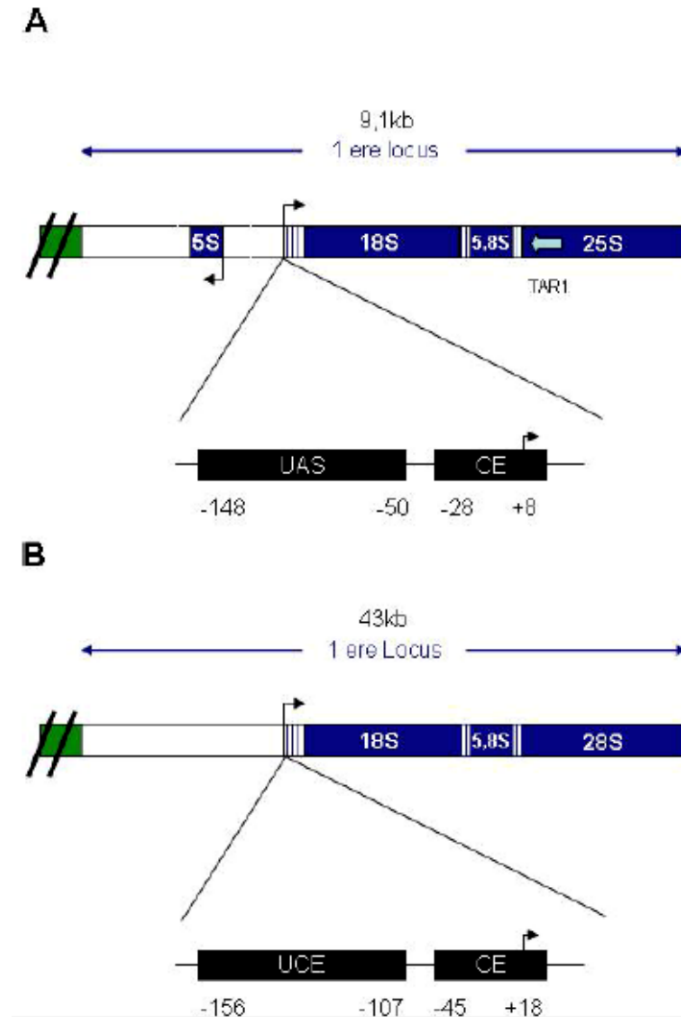 A
9,1kb
1 ere locus
5S 18S 5,8S 25S
TAR1
UAS CE
-148 -50 -28 +8
B
43kb
1 ere Locus
18S 5,8S 28S
UCE CE
-156 -107 -45 +18